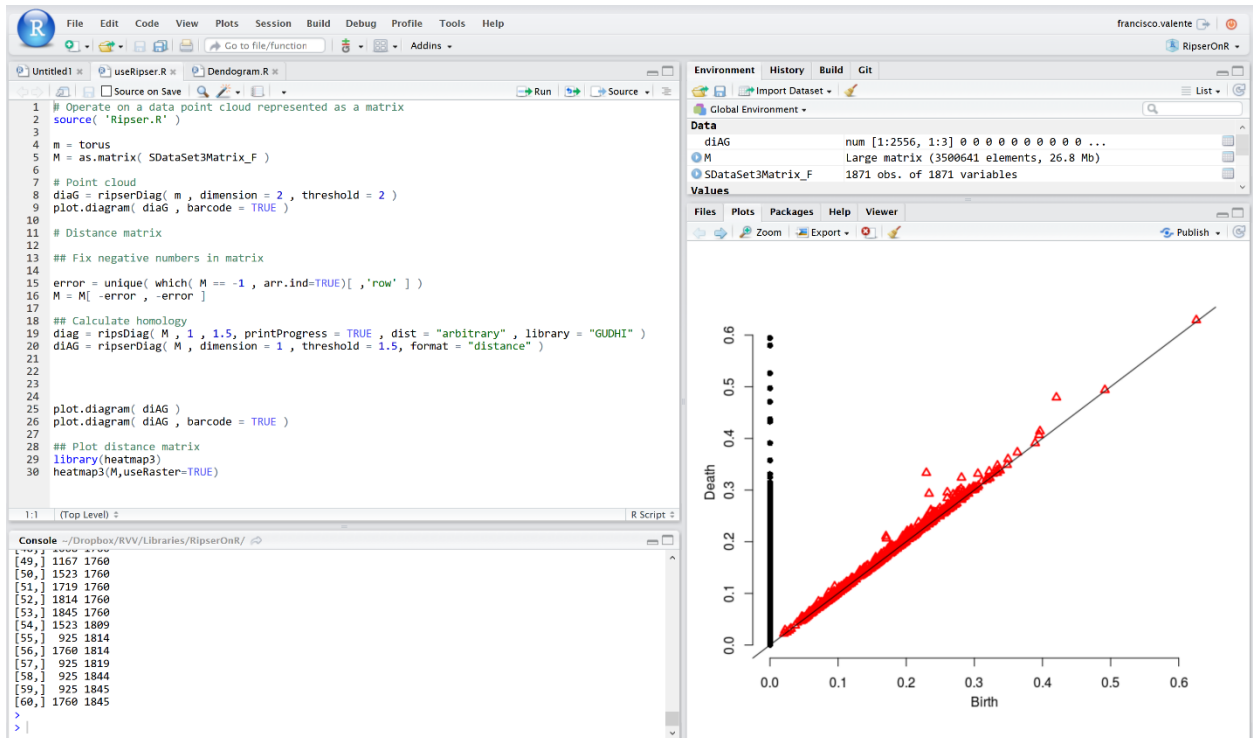 R File Edit Code View Plots Session Build Debug Profile Tools Help francisco.valente
Go to file/function Addins RipserOnR
Untitled1 useRipser.R Dendogram.R
Source on Save Run Source
1 # Operate on a data point cloud represented as a matrix
2 source( 'Ripser.R' )
3
4 m = torus
5 M = as.matrix( SDataSet3Matrix_F )
6
7 # Point cloud
8 diaG = ripserDiag( m , dimension = 2 , threshold = 2 )
9 plot.diagram( diaG , barcode = TRUE )
10
11 # Distance matrix
12
13 ## Fix negative numbers in matrix
14
15 error = unique( which( M == -1 , arr.ind=TRUE)[ ,'row' ] )
16 M = M[ -error , -error ]
17
18 ## Calculate homology
19 diag = ripsDiag( M , 1 , 1.5, printProgress = TRUE , dist = "arbitrary" , library = "GUDHI" )
20 diAG = ripserDiag( M , dimension = 1 , threshold = 1.5, format = "distance" )
21
22
23
24
25 plot.diagram( diAG )
26 plot.diagram( diAG , barcode = TRUE )
27
28 ## Plot distance matrix
29 library(heatmap3)
30 heatmap3(M,useRaster=TRUE)
1:1 (Top Level) R Script
Console ~/Dropbox/RVV/Libraries/RipserOnR/
[49,] 1167 1760
[50,] 1523 1760
[51,] 1719 1760
[52,] 1814 1760
[53,] 1845 1760
[54,] 1523 1809
[55,] 925 1814
[56,] 1760 1814
[57,] 925 1819
[58,] 925 1844
[59,] 925 1845
[60,] 1760 1845
>
>
Environment History Build Git
Import Dataset List
Global Environment
Data
diAG num [1:2556, 1:3] 0 0 0 0 0 0 0 0 0 0 ...
M Large matrix (3500641 elements, 26.8 Mb)
SDataSet3Matrix_F 1871 obs. of 1871 variables
Values
Files Plots Packages Help Viewer
Zoom Export Publish
0.6
0.5
0.4
0.3
0.2
0.1
0.0
Death
0.0 0.1 0.2 0.3 0.4 0.5 0.6
Birth